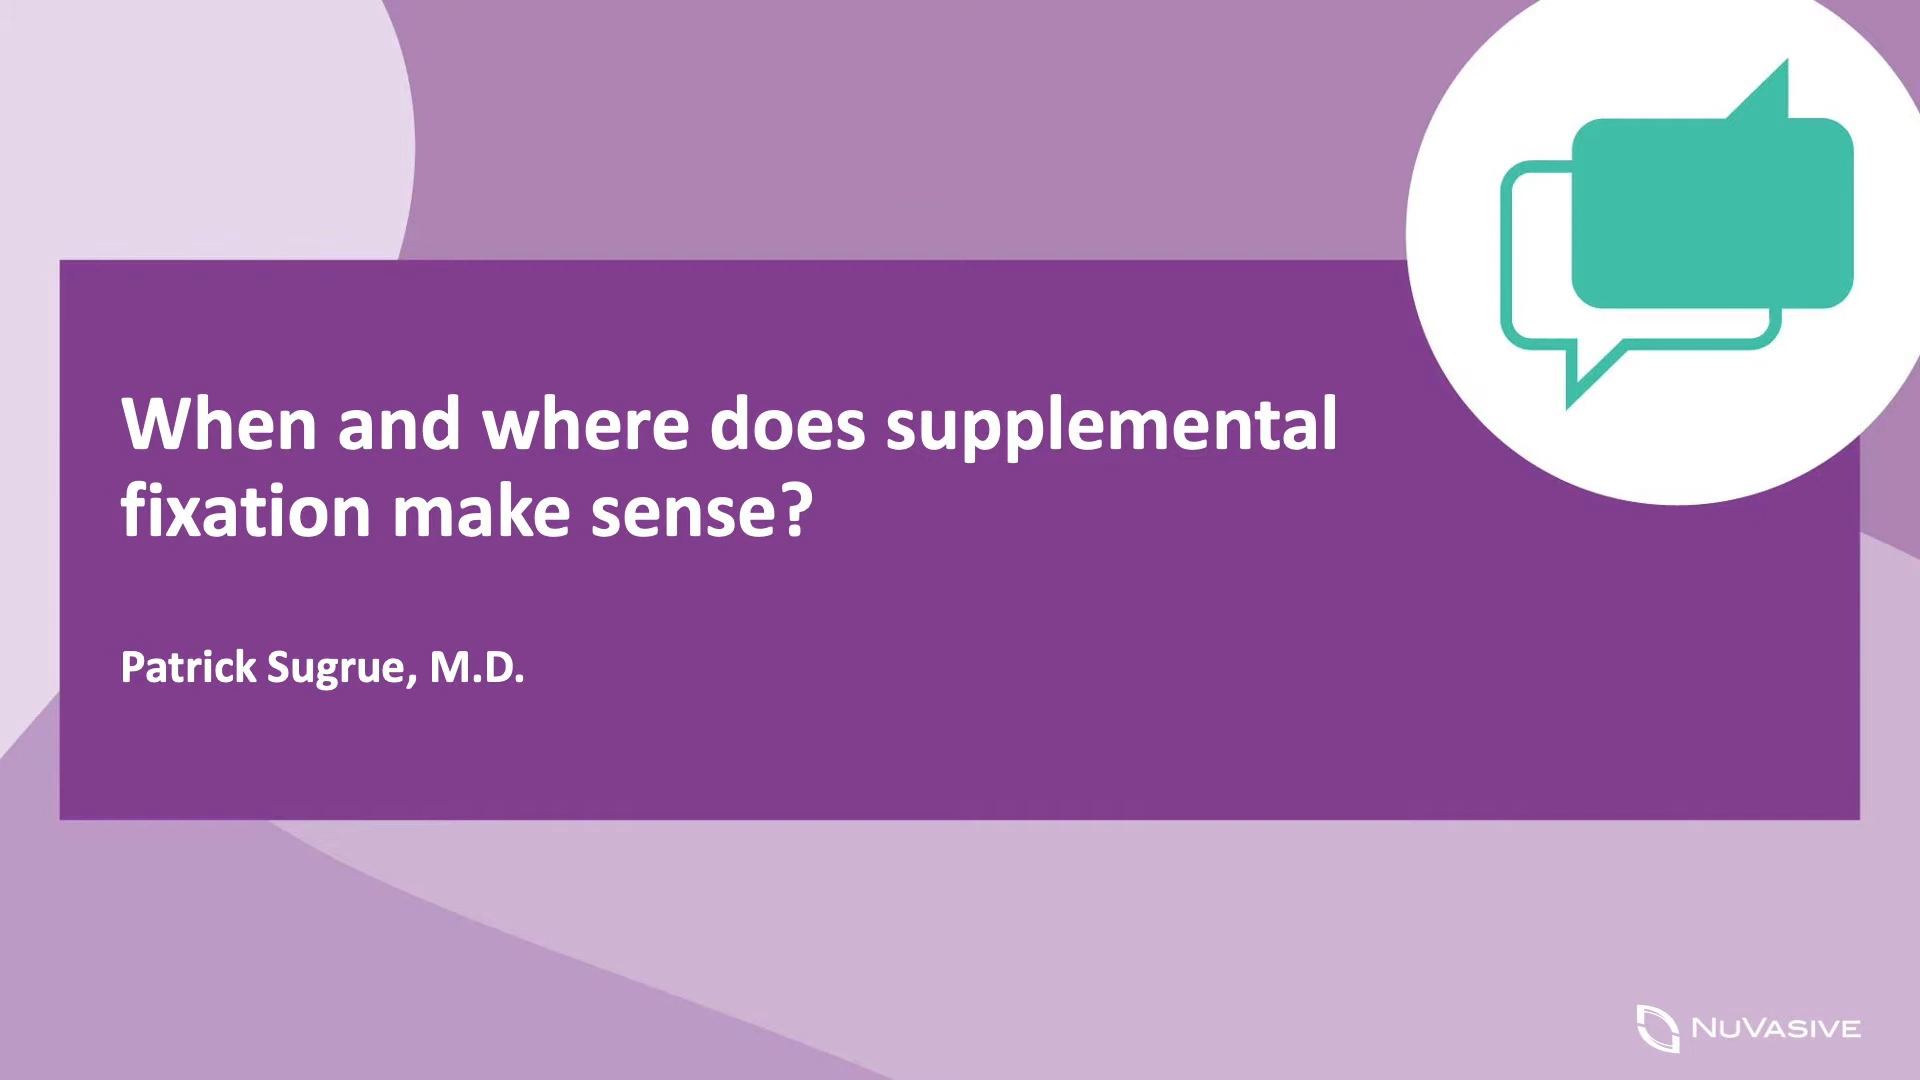 When and where does supplemental
fixation make sense?
Patrick Sugrue, M.D.
NUVASIVE